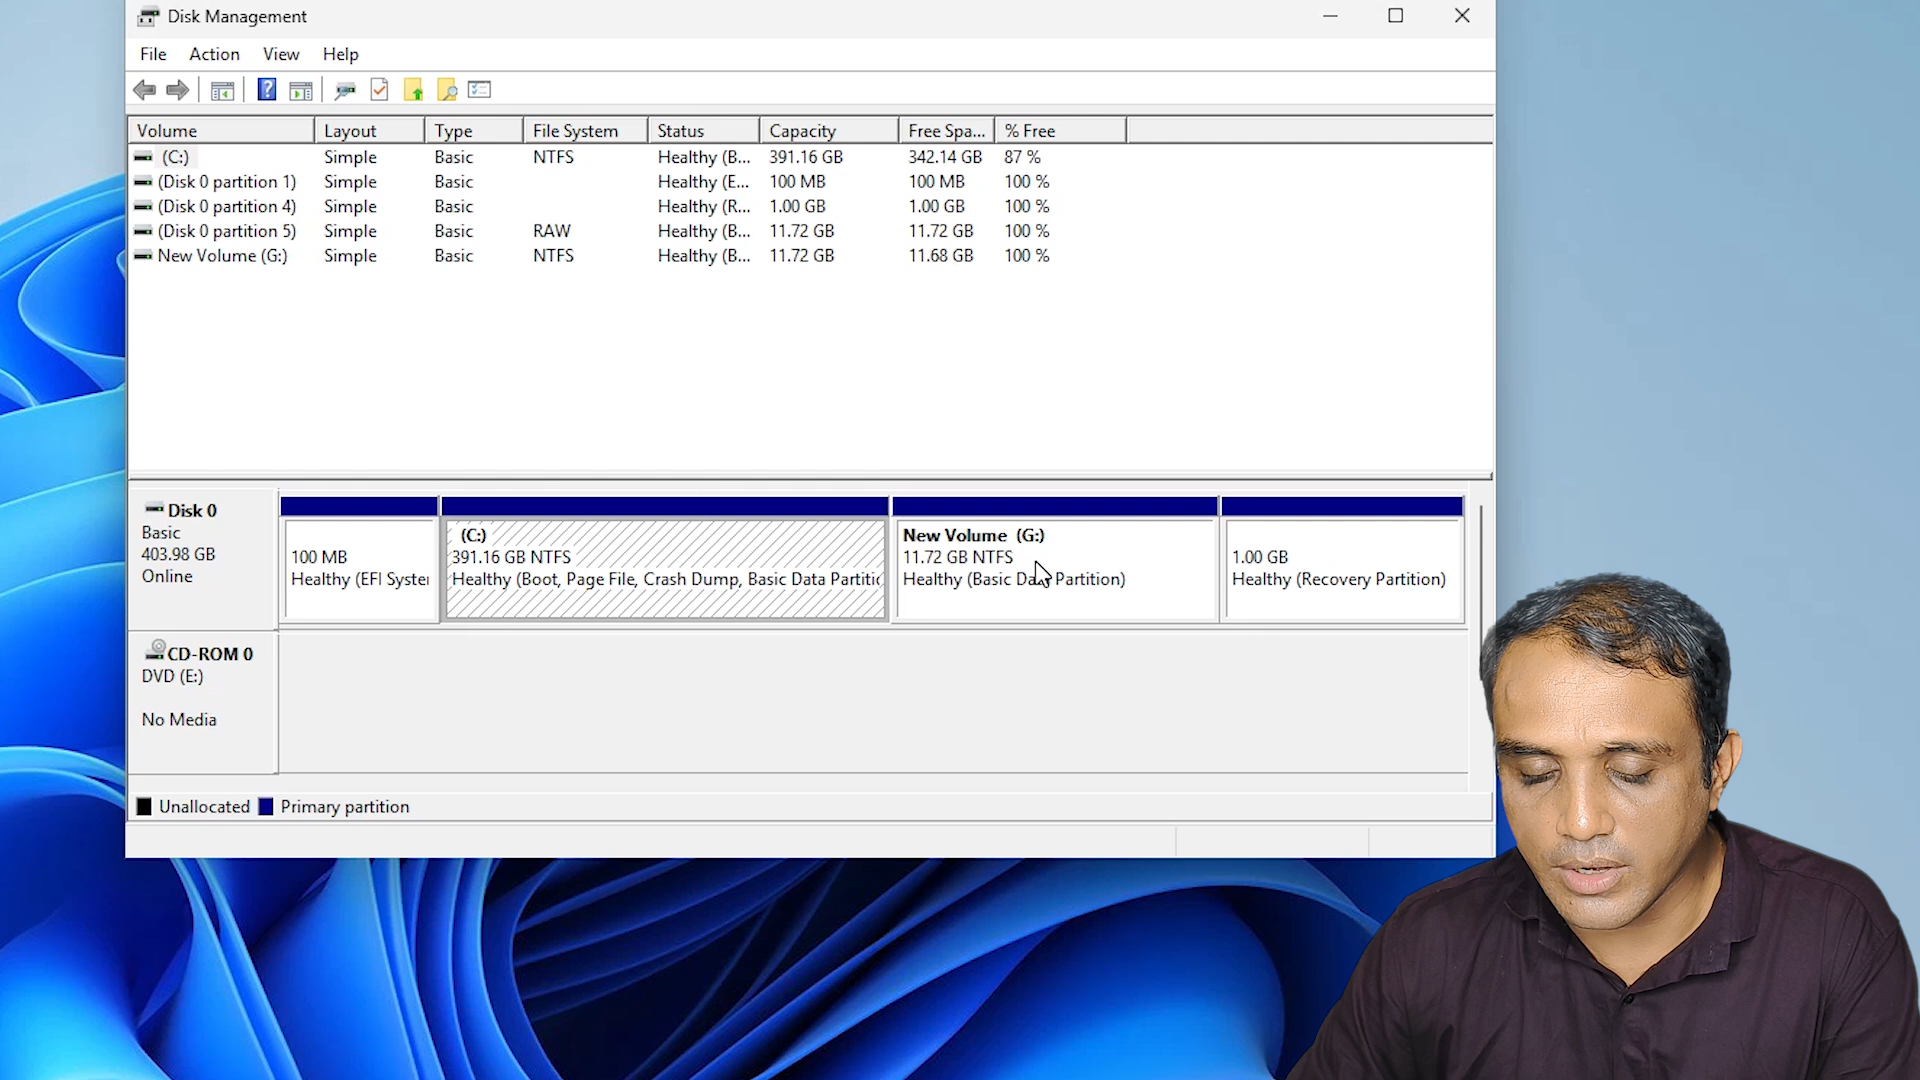 Disk Management
File Action View Help
Volume Layout Type File System Status Capacity Free Spa... % Free
(C:) Simple Basic NTFS Healthy (B... 391.16 GB 342.14 GB 87 %
(Disk 0 partition 1) Simple Basic Healthy (E... 100 MB 100 MB 100 %
(Disk 0 partition 4) Simple Basic Healthy (R... 1.00 GB 1.00 GB 100 %
(Disk 0 partition 5) Simple Basic RAW Healthy (B... 11.72 GB 11.72 GB 100 %
New Volume (G:) Simple Basic NTFS Healthy (B... 11.72 GB 11.68 GB 100 %
Disk 0
Basic
403.98 GB
Online
100 MB
Healthy (EFI Syster
(C:)
391.16 GB NTFS
Healthy (Boot, Page File, Crash Dump, Basic Data Partitic
New Volume (G:)
11.72 GB NTFS
Healthy (Basic Data Partition)
1.00 GB
Healthy (Recovery Partition)
CD-ROM 0
DVD (E:)
No Media
Unallocated Primary partition